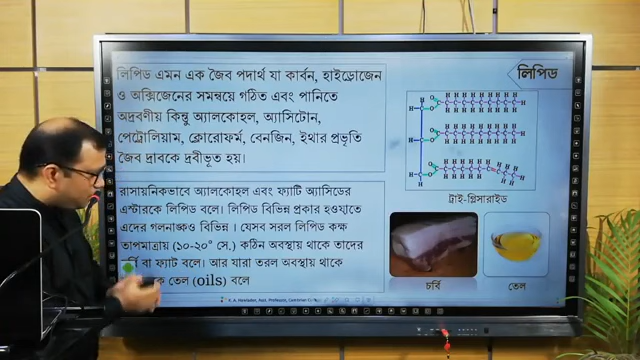 লিপিড
লিপিড এমন এক জৈব পদার্থ যা কার্বন, হাইড্রোজেন
ও অক্সিজেনের সমন্বয়ে গঠিত এবং পানিতে
অদ্রবণীয় কিন্তু অ্যালকোহল, অ্যাসিটোন,
পেট্রোলিয়াম, ক্লোরোফর্ম, বেনজিন, ইথার প্রভৃতি
জৈব দ্রাবকে দ্রবীভূত হয়।
রাসায়নিকভাবে অ্যালকোহল এবং ফ্যাটি অ্যাসিডের
এস্টারকে লিপিড বলে। লিপিড বিভিন্ন প্রকার হওয়াতে
এদের গলনাঙ্কও বিভিন্ন । যেসব সরল লিপিড কক্ষ
তাপমাত্রায় (১০-২০° সে.) কঠিন অবস্থায় থাকে তাদের
বা ফ্যাট বলে। আর যারা তরল অবস্থায় থাকে
তেল (oils) বলে
ট্রাই-গ্লিসারাইড
চর্বি
তেল